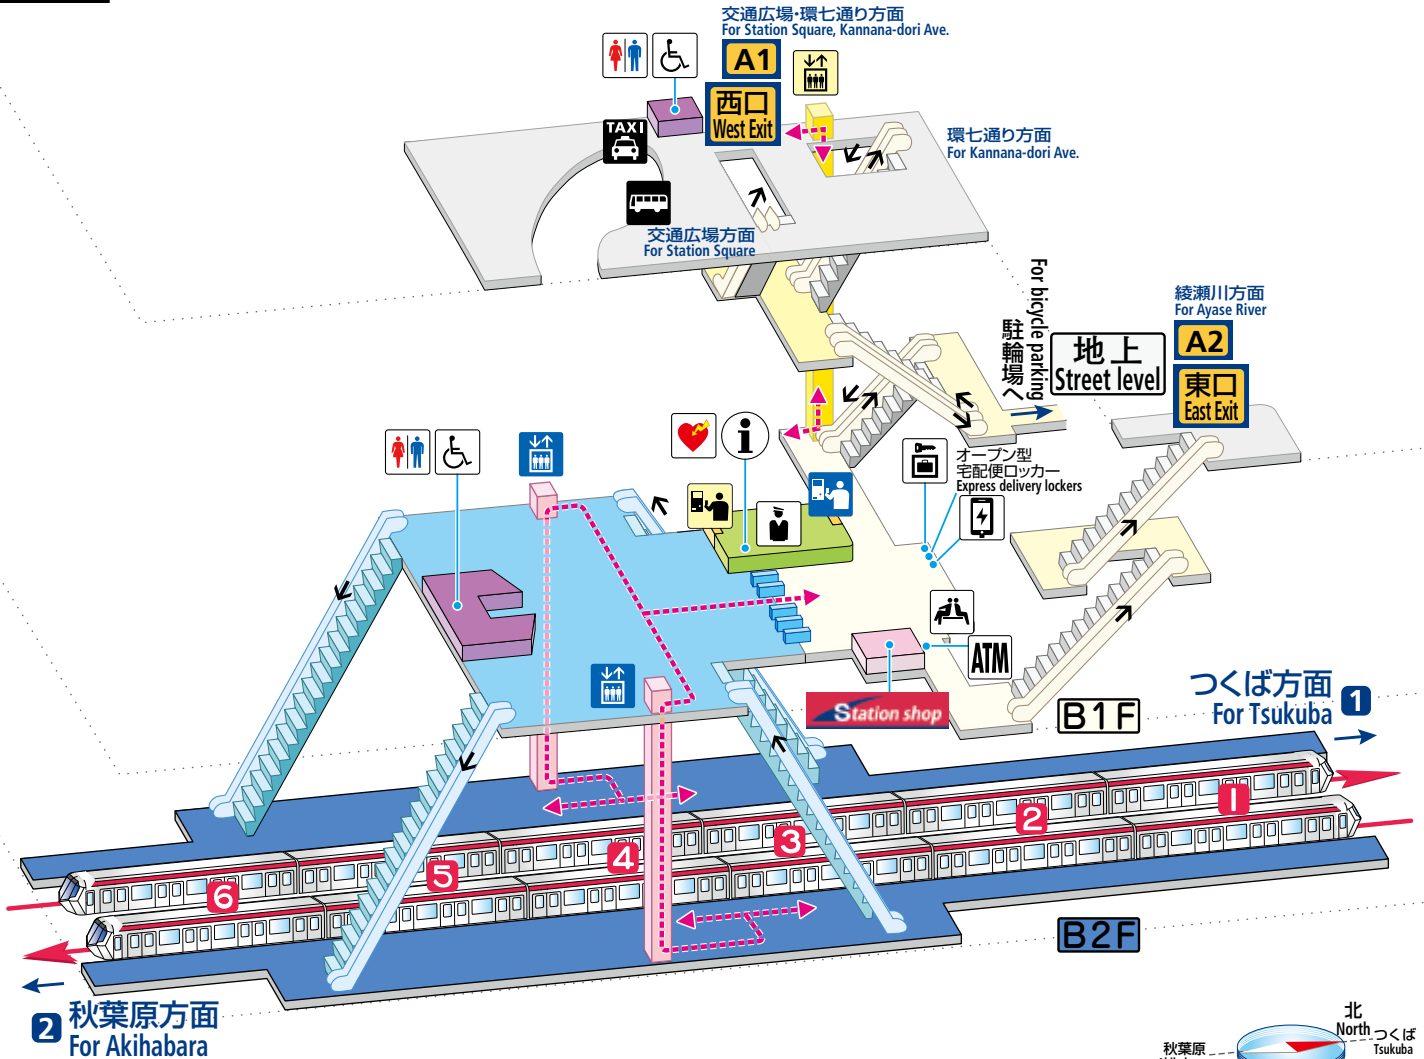 交通広場・環七通り方面
For Station Square, Kannana-dori Ave.
A1
西口
West Exit
TAXI
環七通り方面
For Kannana-dori Ave.
交通広場方面
For Station Square
For bicycle parking
駐輪場へ
地上
Street level
綾瀬川方面
For Ayase River
A2
東口
East Exit
i
オープン型
宅配便ロッカー
Express delivery lockers
ATM
Station shop
B1F
つくば方面
For Tsukuba
1
1
2
3
4
5
6
B2F
2
秋葉原方面
For Akihabara
北
North
つくば
Tsukuba
秋葉原